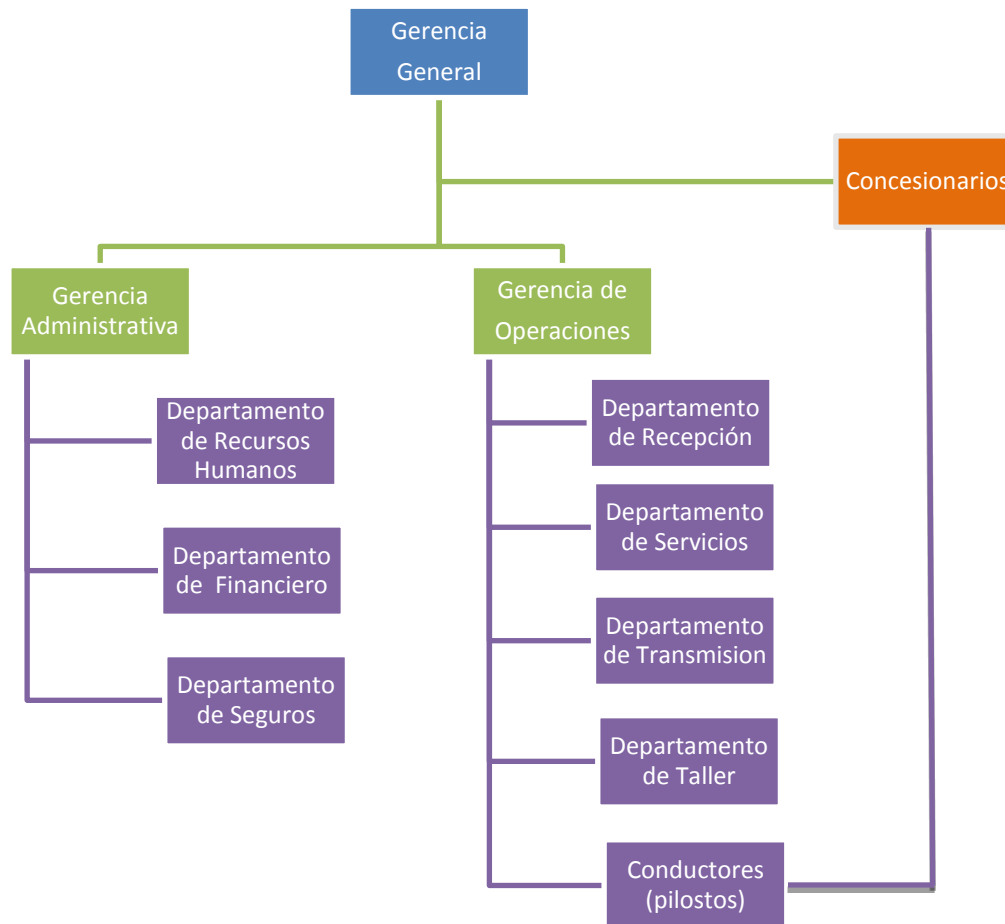 Gerencia
General
Concesionarios
Gerencia
Administrativa
Gerencia de
Operaciones
Departamento
de Recursos
Humanos
Departamento
de Financiero
Departamento
de Seguros
Departamento
de Recepción
Departamento
de Servicios
Departamento
de Transmision
Departamento
de Taller
Conductores
(pilostos)